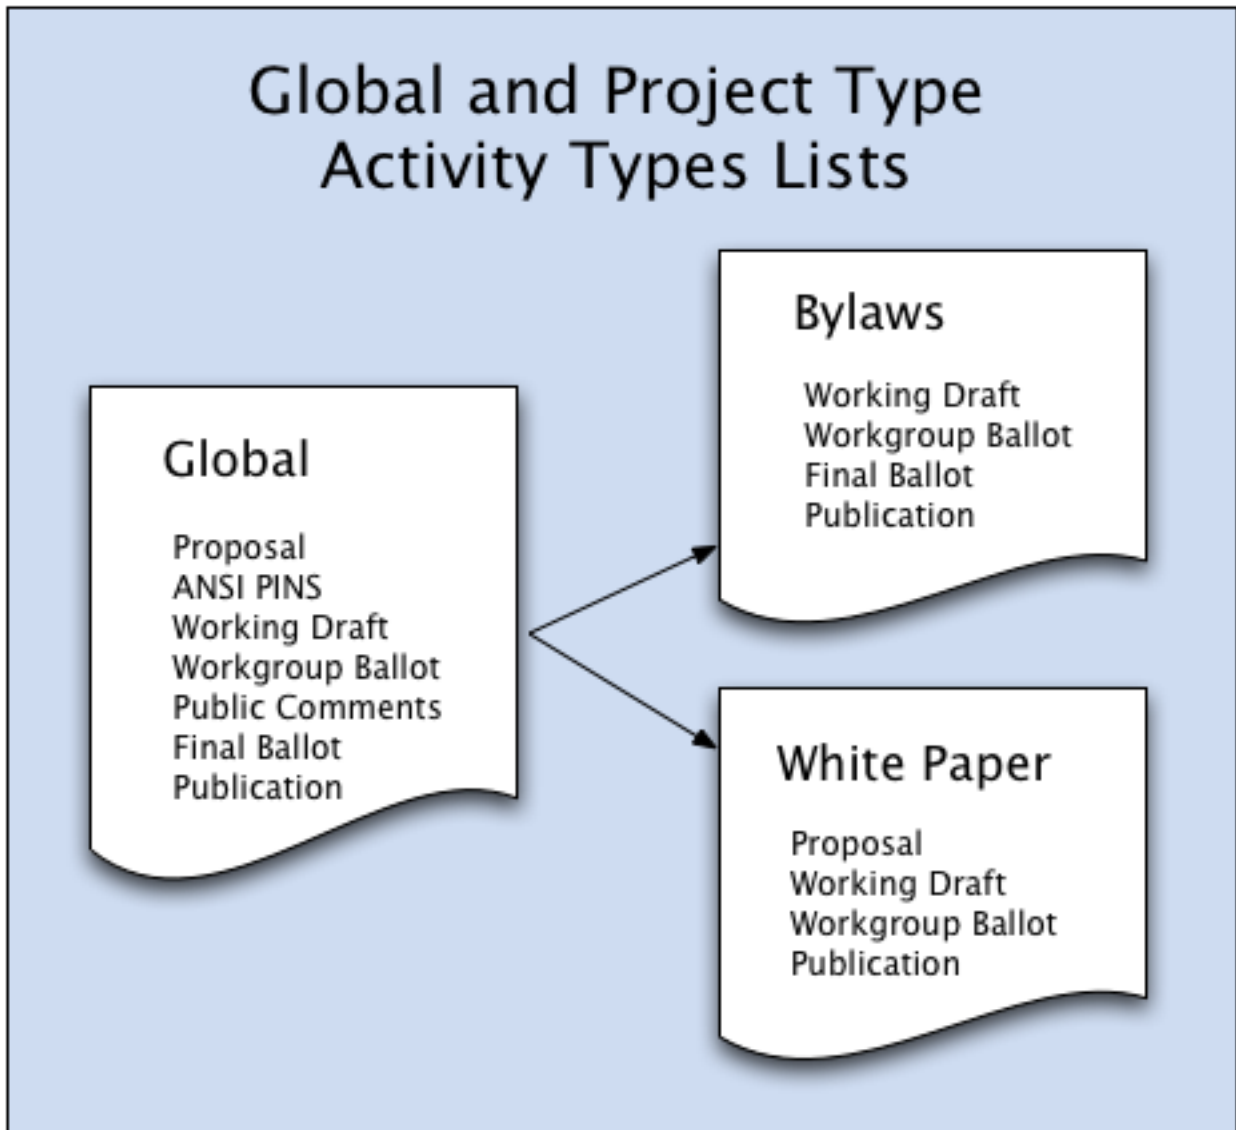 Global and Project Type
Activity Types Lists
Global
Proposal
ANSI PINS
Working Draft
Workgroup Ballot
Public Comments
Final Ballot
Publication
Bylaws
Working Draft
Workgroup Ballot
Final Ballot
Publication
White Paper
Proposal
Working Draft
Workgroup Ballot
Publication